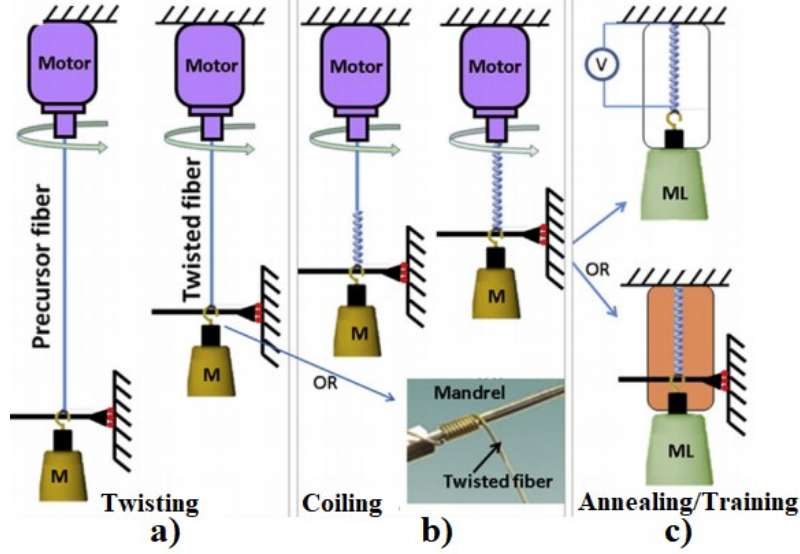 Motor
Motor
Motor
Motor
V
ML
Precursor fiber
Twisted fiber
M
M
M
M
OR
OR
Mandrel
Twisted fiber
ML
Twisting
Coiling
Annealing/Training
a)
b)
c)